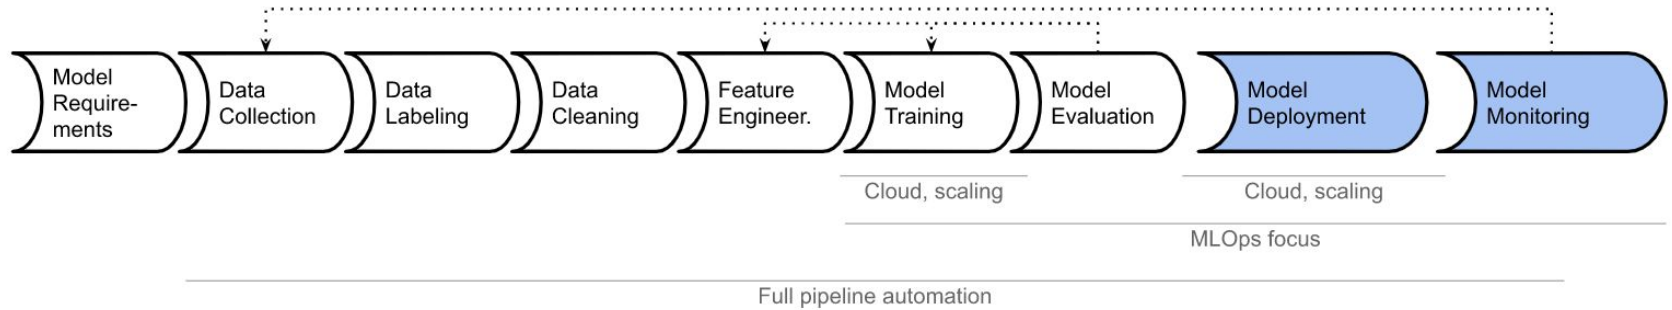 Model
Require-
ments
Data
Collection
Data
Labeling
Data
Cleaning
Feature
Engineer.
Model
Training
Model
Evaluation
Model
Deployment
Model
Monitoring
Cloud, scaling
Cloud, scaling
MLOps focus
Full pipeline automation